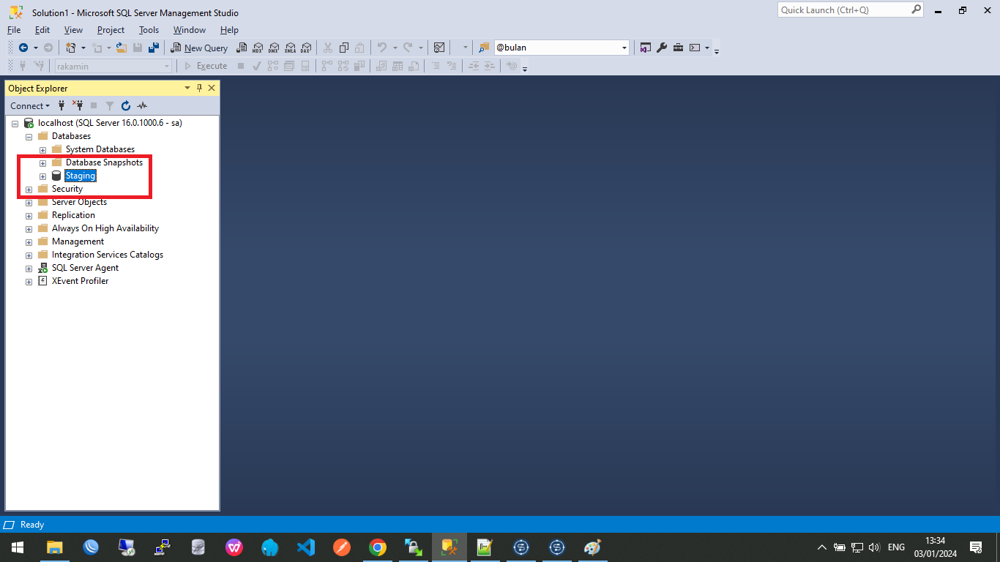 Solution1 - Microsoft SQL Server Management Studio
Quick Launch (Ctrl+Q)
File Edit View Project Tools Window Help
New Query MDX DMX XMLA DAX @bulan
rakamin Execute
Object Explorer
Connect
localhost (SQL Server 16.0.1000.6 - sa)
Databases
System Databases
Database Snapshots
Staging
Security
Server Objects
Replication
Always On High Availability
Management
Integration Services Catalogs
SQL Server Agent
XEvent Profiler
Ready
ENG
13:34
03/01/2024